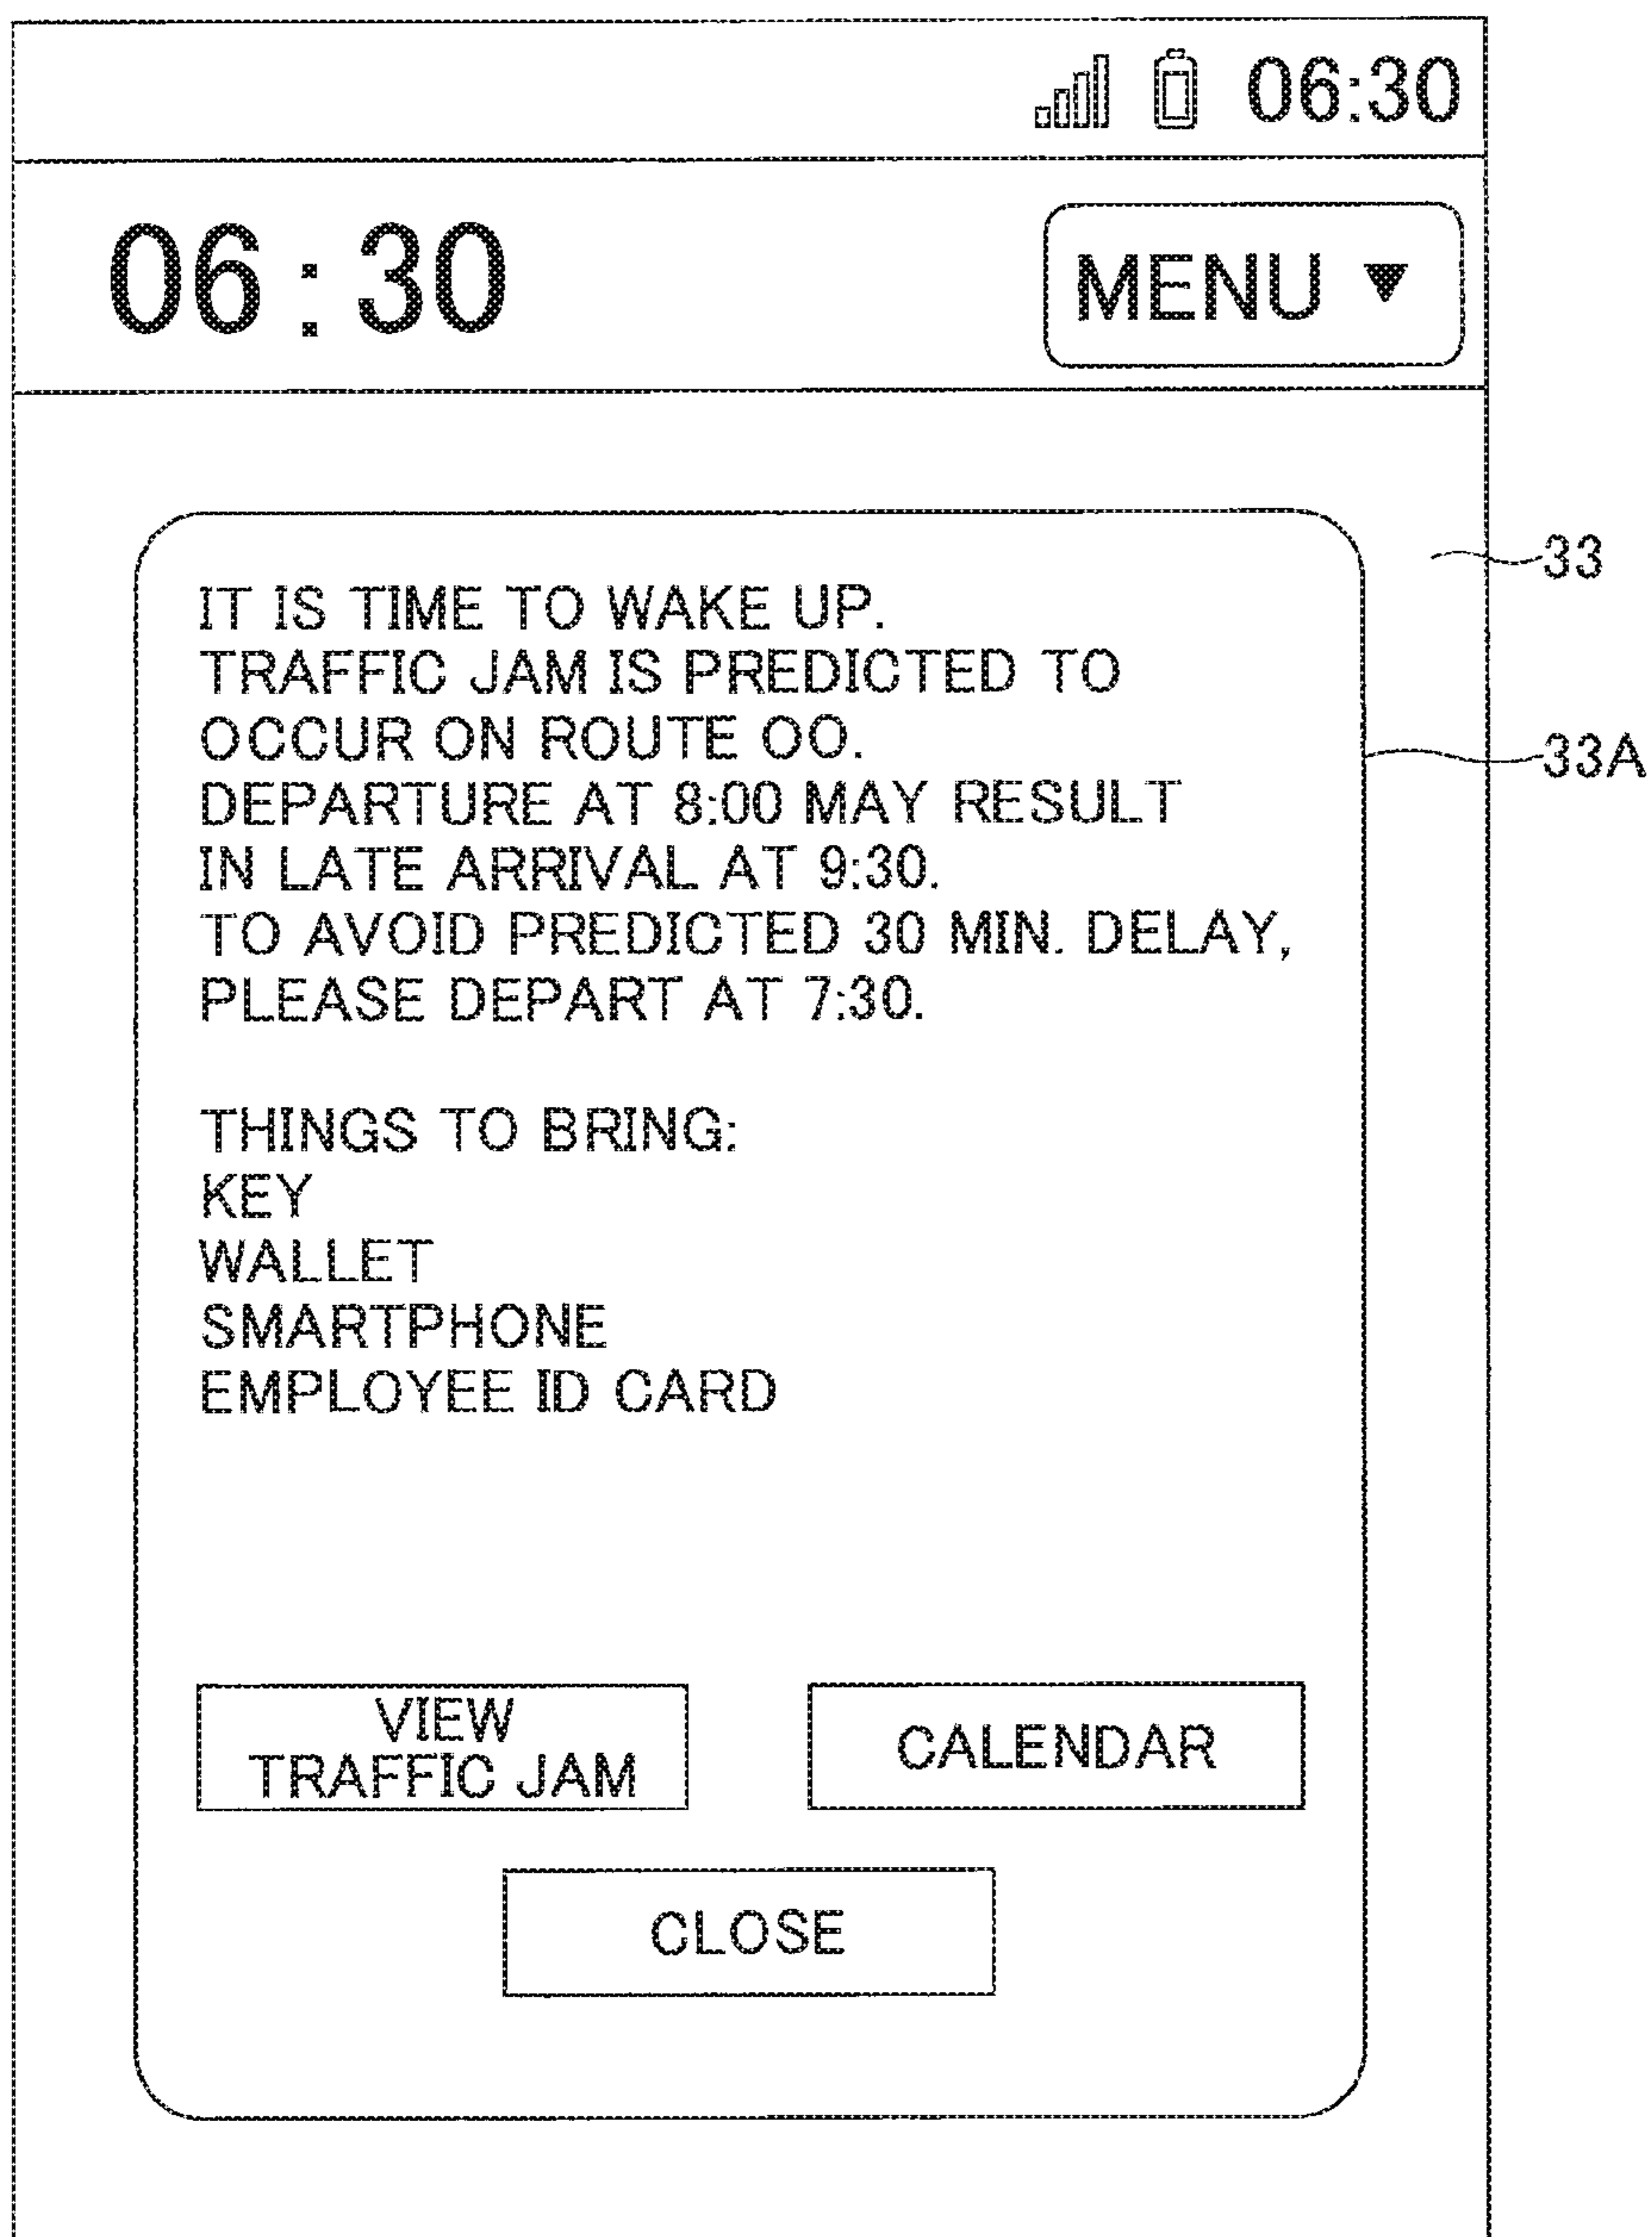 06:30
06:30
MENU ▼
33
IT IS TIME TO WAKE UP.
TRAFFIC JAM IS PREDICTED TO
33A
OCCUR ON ROUTE OO.
DEPARTURE AT 8:00 MAY RESULT
IN LATE ARRIVAL AT 9:30.
TO AVOID PREDICTED 30 MIN. DELAY,
PLEASE DEPART AT 7:30.
THINGS TO BRING:
KEY
WALLET
SMARTPHONE
EMPLOYEE ID CARD
VIEW
TRAFFIC JAM
CALENDAR
CLOSE